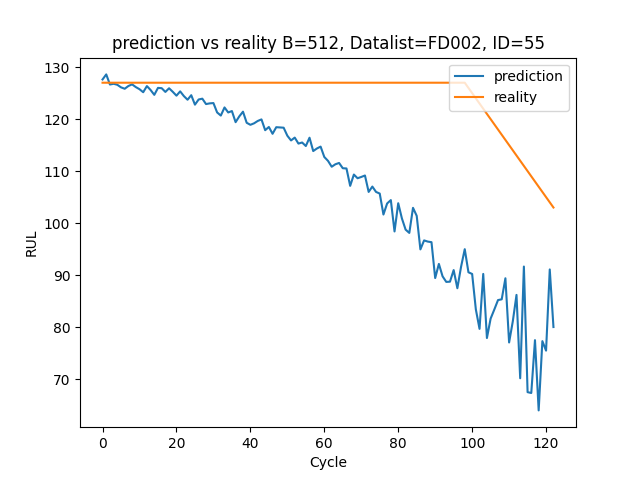 prediction vs reality B=512, Datalist=FD002, ID=55
prediction
reality
130
120
110
100
90
80
70
RUL
0 20 40 60 80 100 120
Cycle